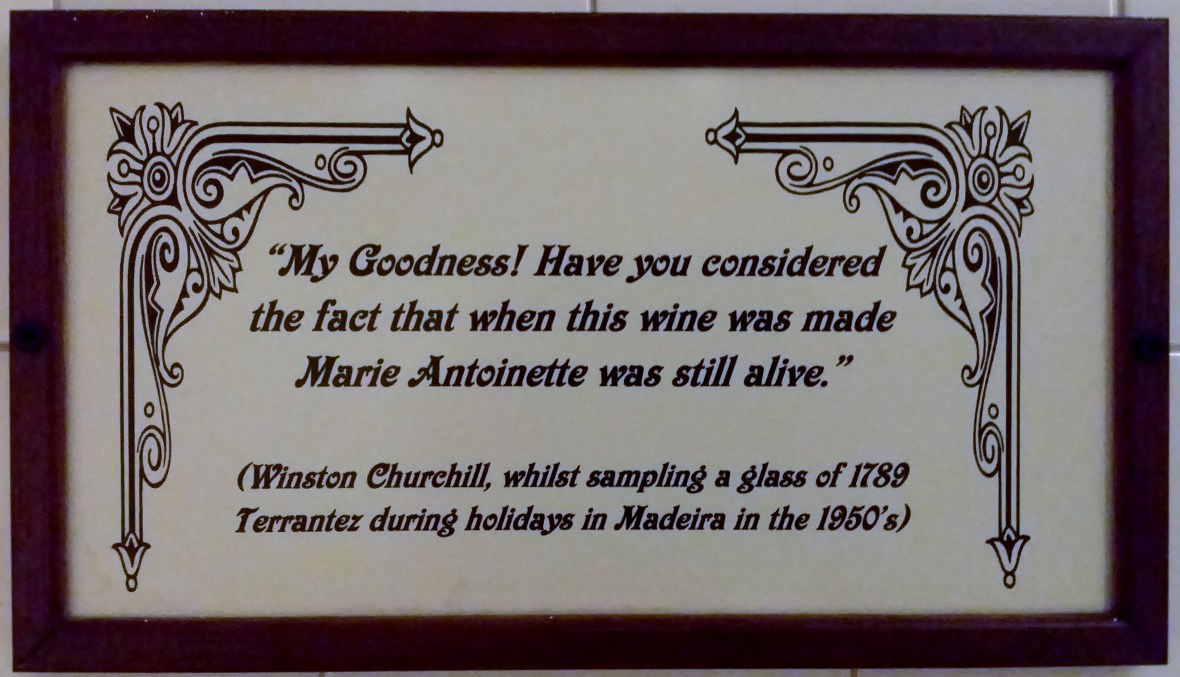 “My Goodness! Have you considered
the fact that when this wine was made
Marie Antoinette was still alive.”
(Winston Churchill, whilst sampling a glass of 1789
Terrantez during holidays in Madeira in the 1950’s)